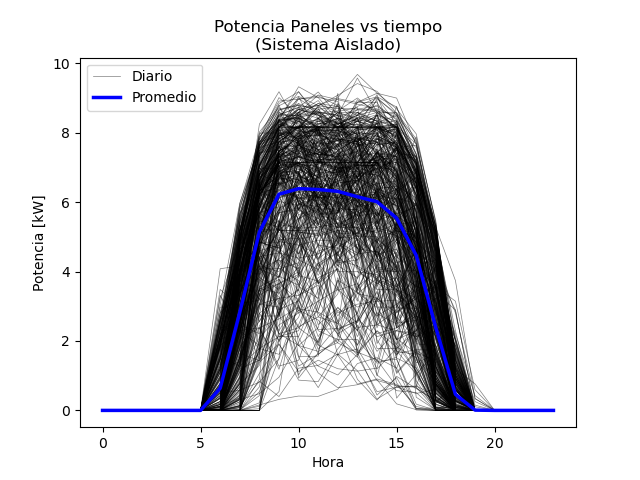 Potencia Paneles vs tiempo
(Sistema Aislado)
Diario
Promedio
Potencia [kW]
10
8
6
4
2
0
0 5 10 15 20
Hora